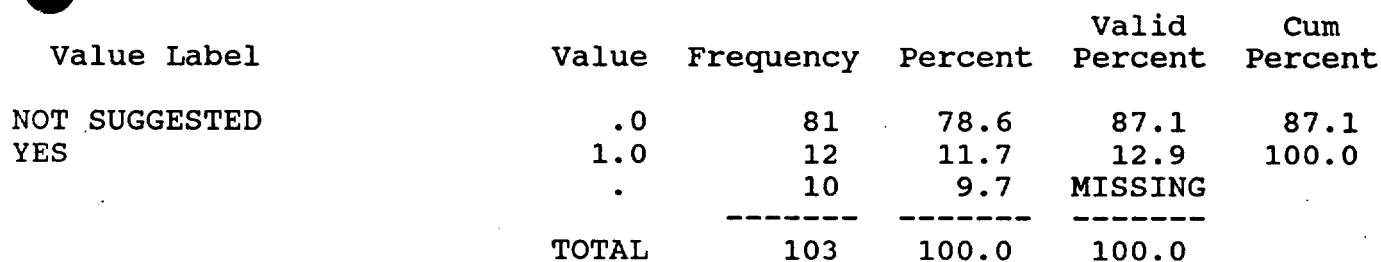 Valid Cum
Value Label Value Frequency Percent Percent Percent
NOT SUGGESTED .0 81 78.6 87.1 87.1
YES 1.0 12 11.7 12.9 100.0
. 10 9.7 MISSING
------- ------- -------
TOTAL 103 100.0 100.0